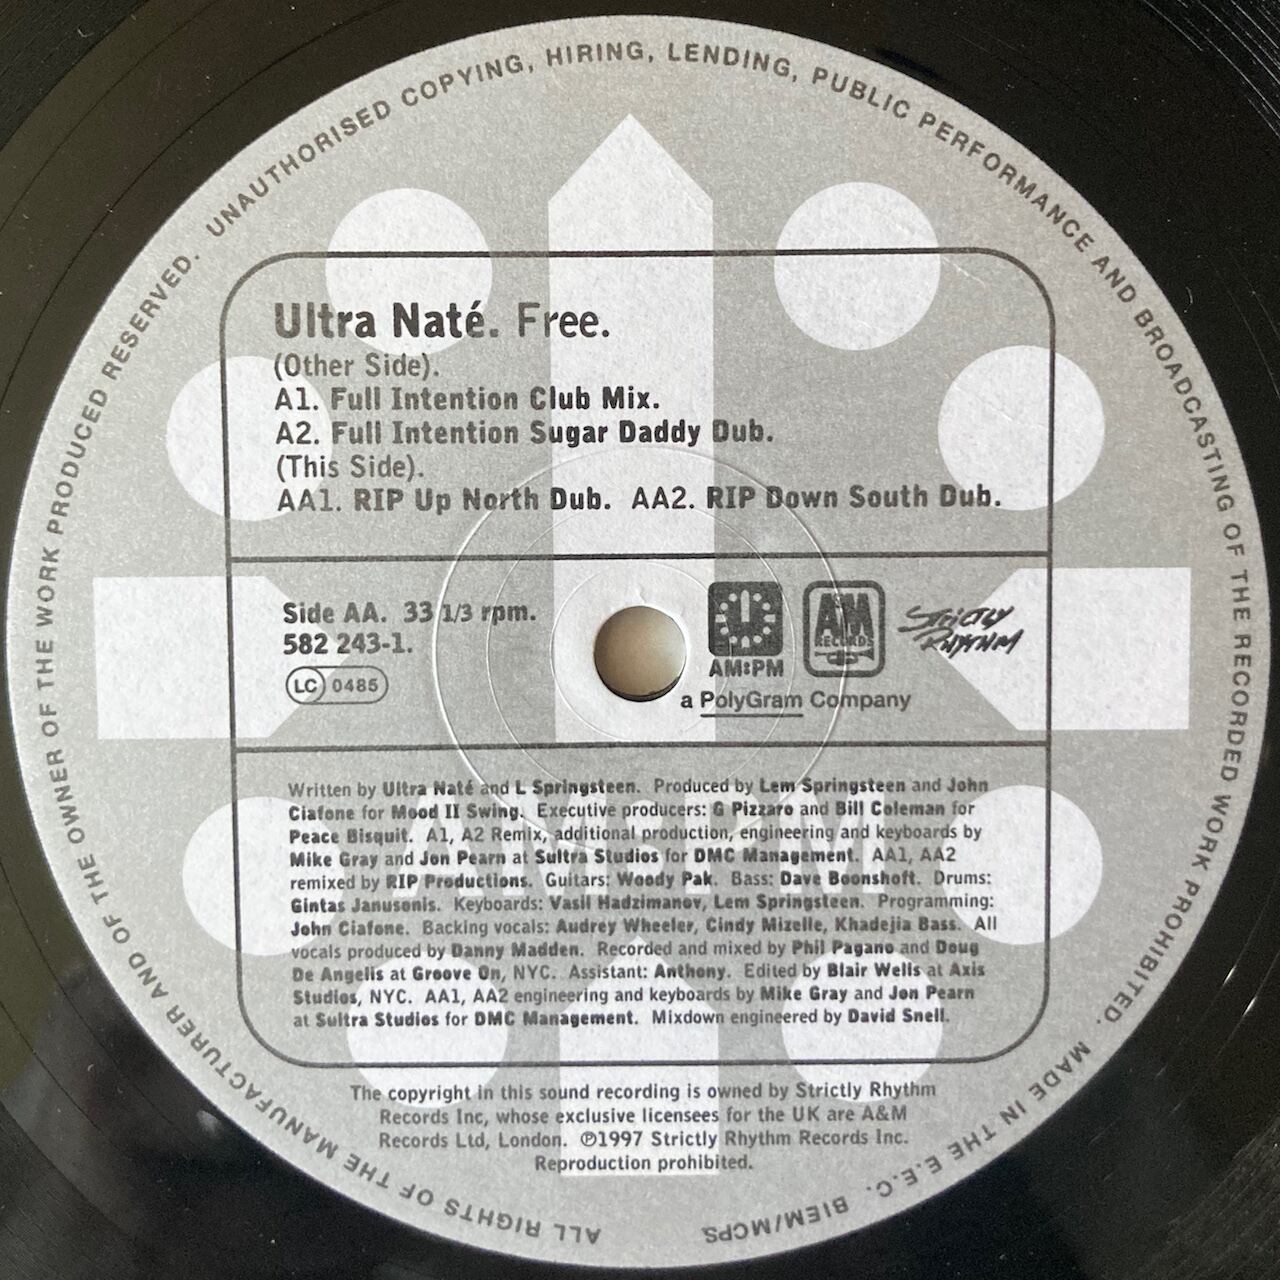 UNAUTHORISED COPYING, HIRING, LENDING, PUBLIC PERFORMANCE AND BROADCASTING OF THE RECORDED WORK PROHIBITED. MADE IN THE E.E.C. BIEM/MCPS
ALL RIGHTS OF THE MANUFACTURER AND OF THE OWNER OF THE WORK PRODUCED RESERVED.
Ultra Naté. Free.
(Other Side).
A1. Full Intention Club Mix.
A2. Full Intention Sugar Daddy Dub.
(This Side).
AA1. RIP Up North Dub. AA2. RIP Down South Dub.
Side AA. 33 1/3 rpm.
582 243-1.
LC 0485
AM:PM
A&M
RECORDS
STRICTLY
RHYTHM
a PolyGram Company
Written by Ultra Naté and L Springsteen. Produced by Lem Springsteen and John
Ciafone for Mood II Swing. Executive producers: G Pizzaro and Bill Coleman for
Peace Bisquit. A1, A2 Remix, additional production, engineering and keyboards by
Mike Gray and Jon Pearn at Sultra Studios for DMC Management. AA1, AA2
remixed by RIP Productions. Guitars: Woody Pak. Bass: Dave Boonshoft. Drums:
Gintas Janusonis. Keyboards: Vasil Hadzimanov, Lem Springsteen. Programming:
John Ciafone. Backing vocals: Audrey Wheeler, Cindy Mizelle, Khadejia Bass. All
vocals produced by Danny Madden. Recorded and mixed by Phil Pagano and Doug
De Angelis at Groove On, NYC. Assistant: Anthony. Edited by Blair Wells at Axis
Studios, NYC. AA1, AA2 engineering and keyboards by Mike Gray and Jon Pearn
at Sultra Studios for DMC Management. Mixdown engineered by David Snell.
AM:PM
The copyright in this sound recording is owned by Strictly Rhythm
Records Inc, whose exclusive licensees for the UK are A&M
Records Ltd, London. ℗1997 Strictly Rhythm Records Inc.
Reproduction prohibited.